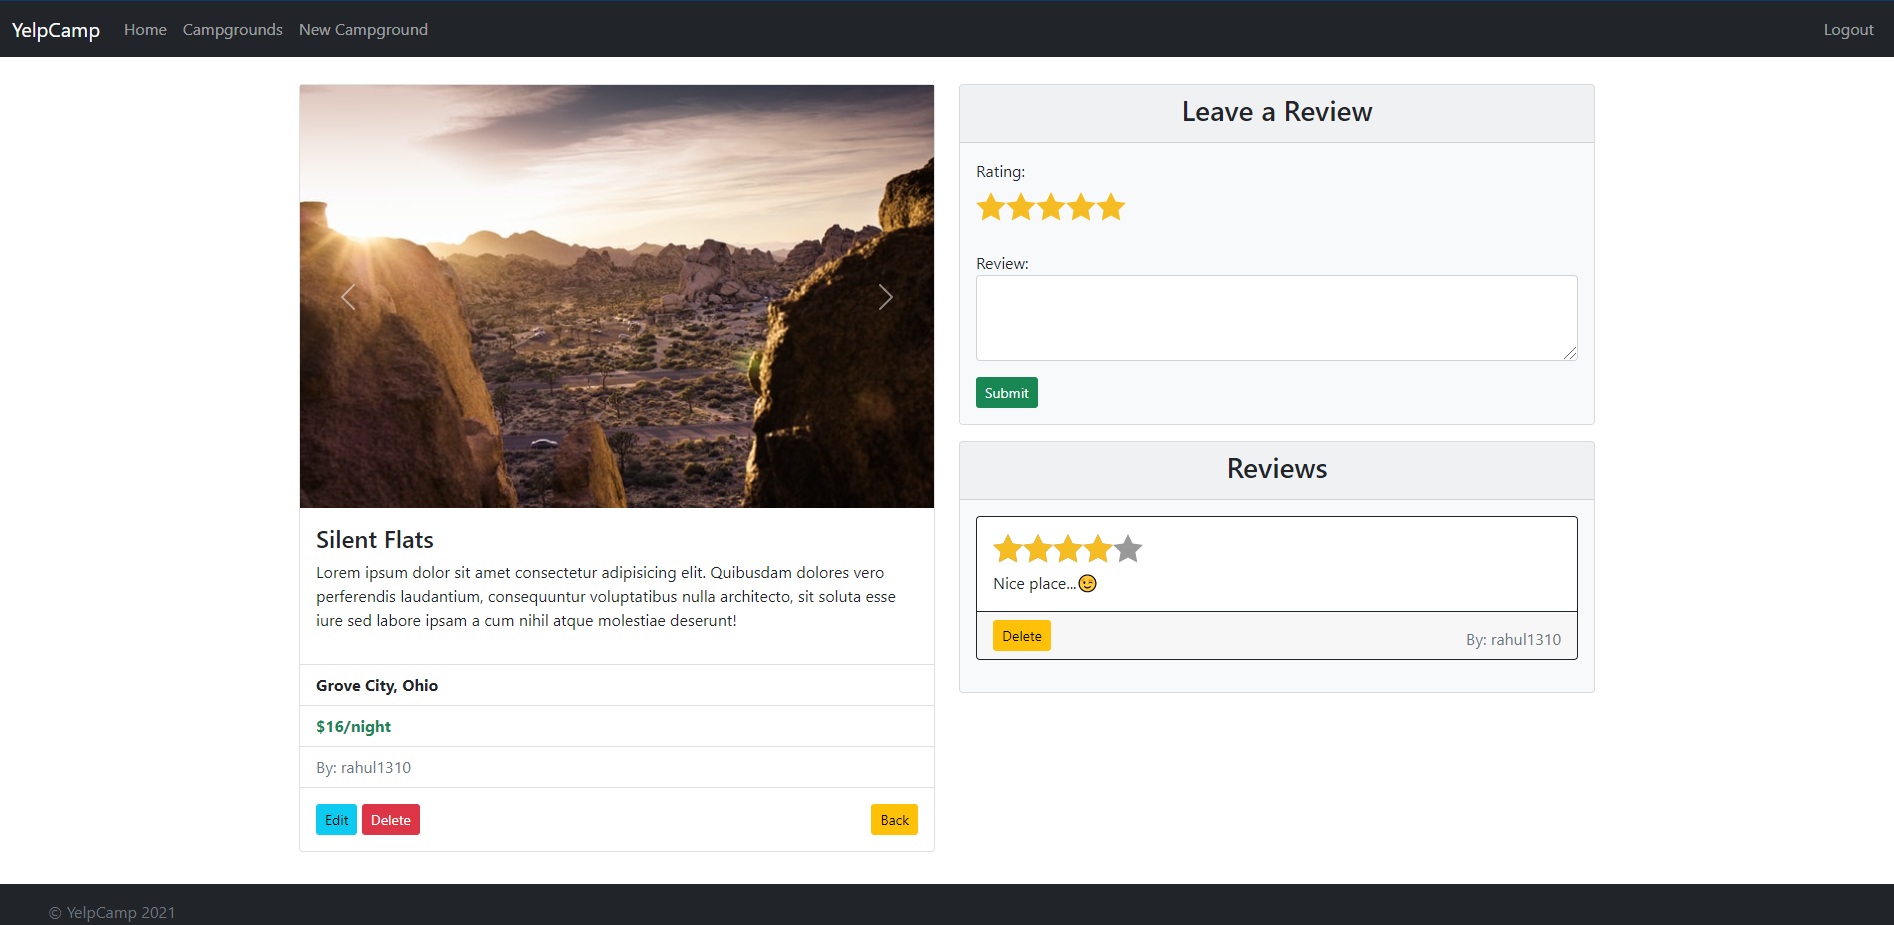 YelpCamp Home Campgrounds New Campground Logout
Silent Flats
Lorem ipsum dolor sit amet consectetur adipisicing elit. Quibusdam dolores vero
perferendis laudantium, consequuntur voluptatibus nulla architecto, sit soluta esse
iure sed labore ipsam a cum nihil atque molestiae deserunt!
Grove City, Ohio
$16/night
By: rahul1310
Edit Delete Back
Leave a Review
Rating:
Review:
Submit
Reviews
Nice place...😉
Delete By: rahul1310
© YelpCamp 2021